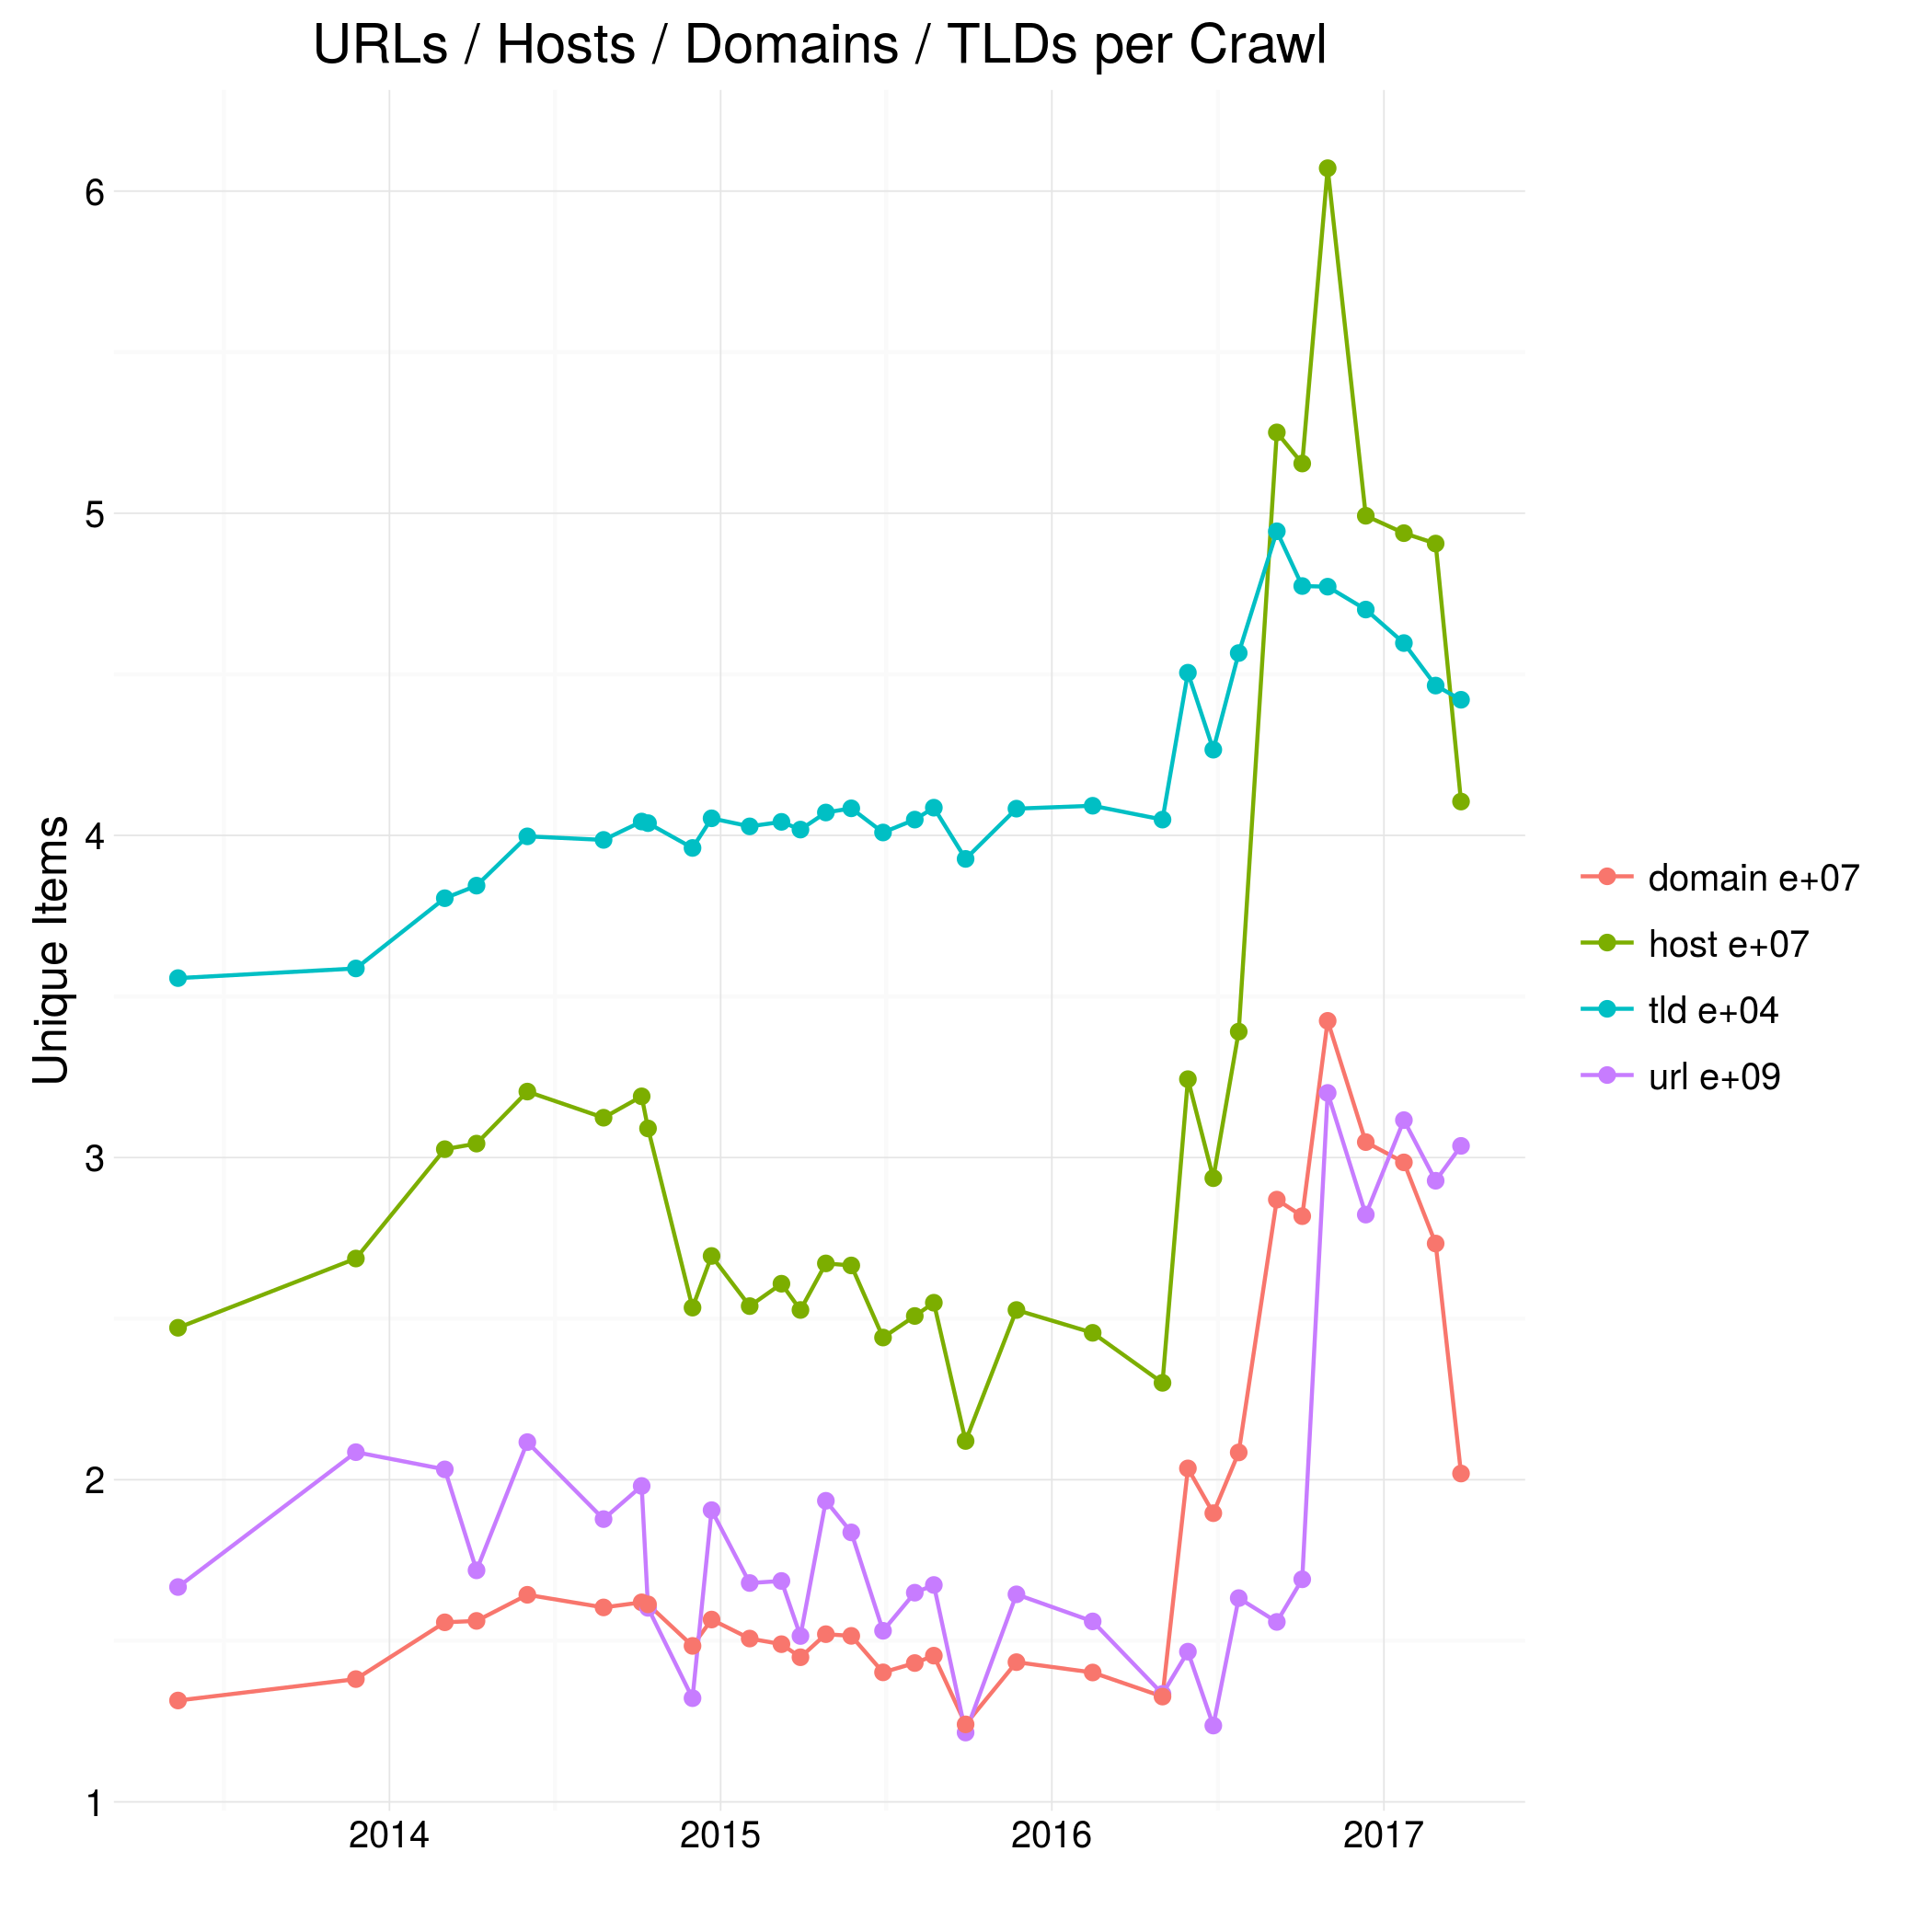 URLs / Hosts / Domains / TLDs per Crawl
Unique Items
6
5
4
3
2
1
2014
2015
2016
2017
domain e+07
host e+07
tld e+04
url e+09